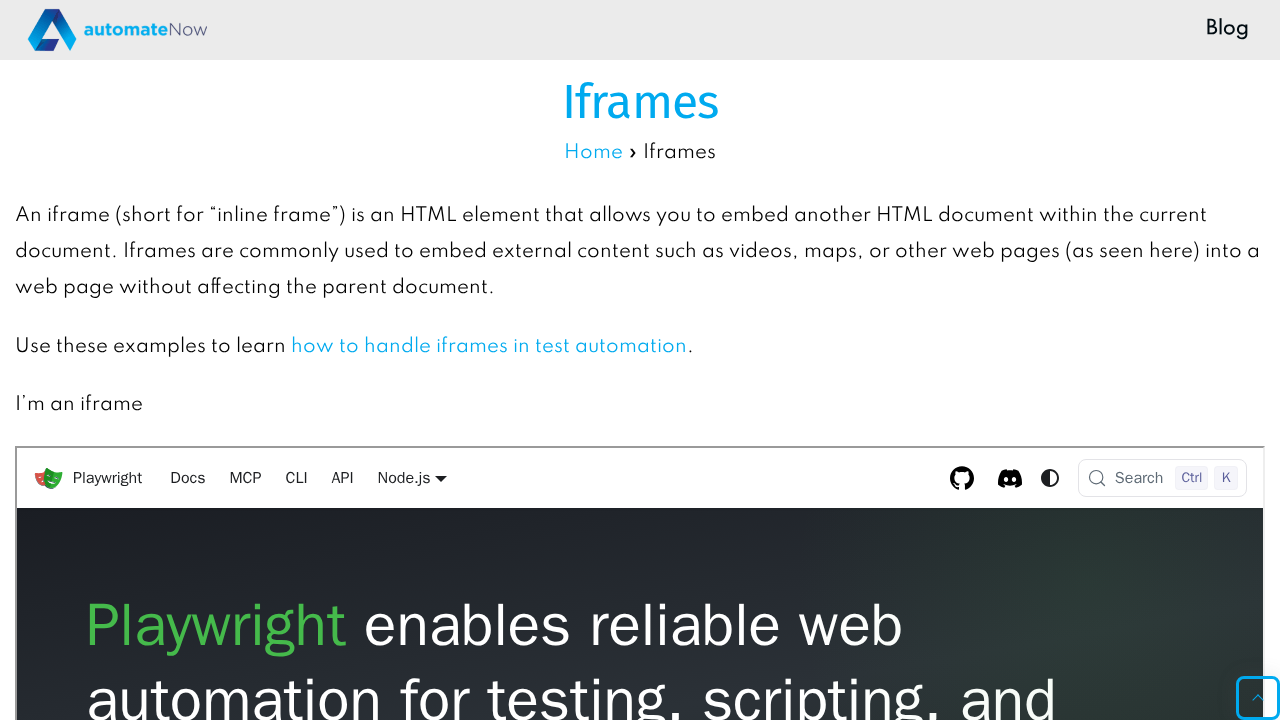 automateNow
Blog
Iframes
Home › Iframes
An iframe (short for “inline frame”) is an HTML element that allows you to embed another HTML document within the current
document. Iframes are commonly used to embed external content such as videos, maps, or other web pages (as seen here) into a
web page without affecting the parent document.
Use these examples to learn how to handle iframes in test automation.
I’m an iframe
Playwright Docs MCP CLI API Node.js Search Ctrl K
Playwright enables reliable web
automation for testing, scripting, and